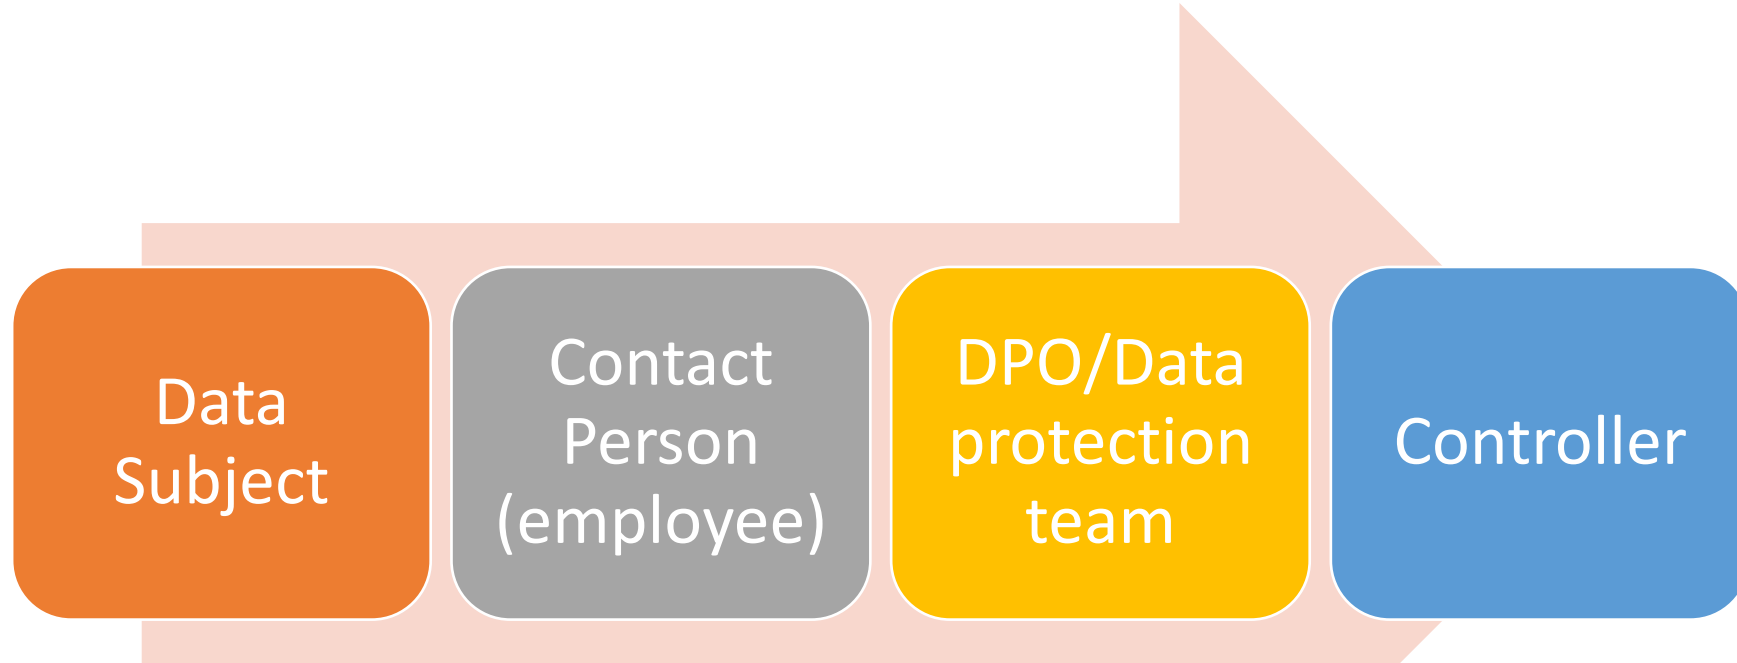 Data
Subject
Contact
Person
(employee)
DPO/Data
protection
team
Controller